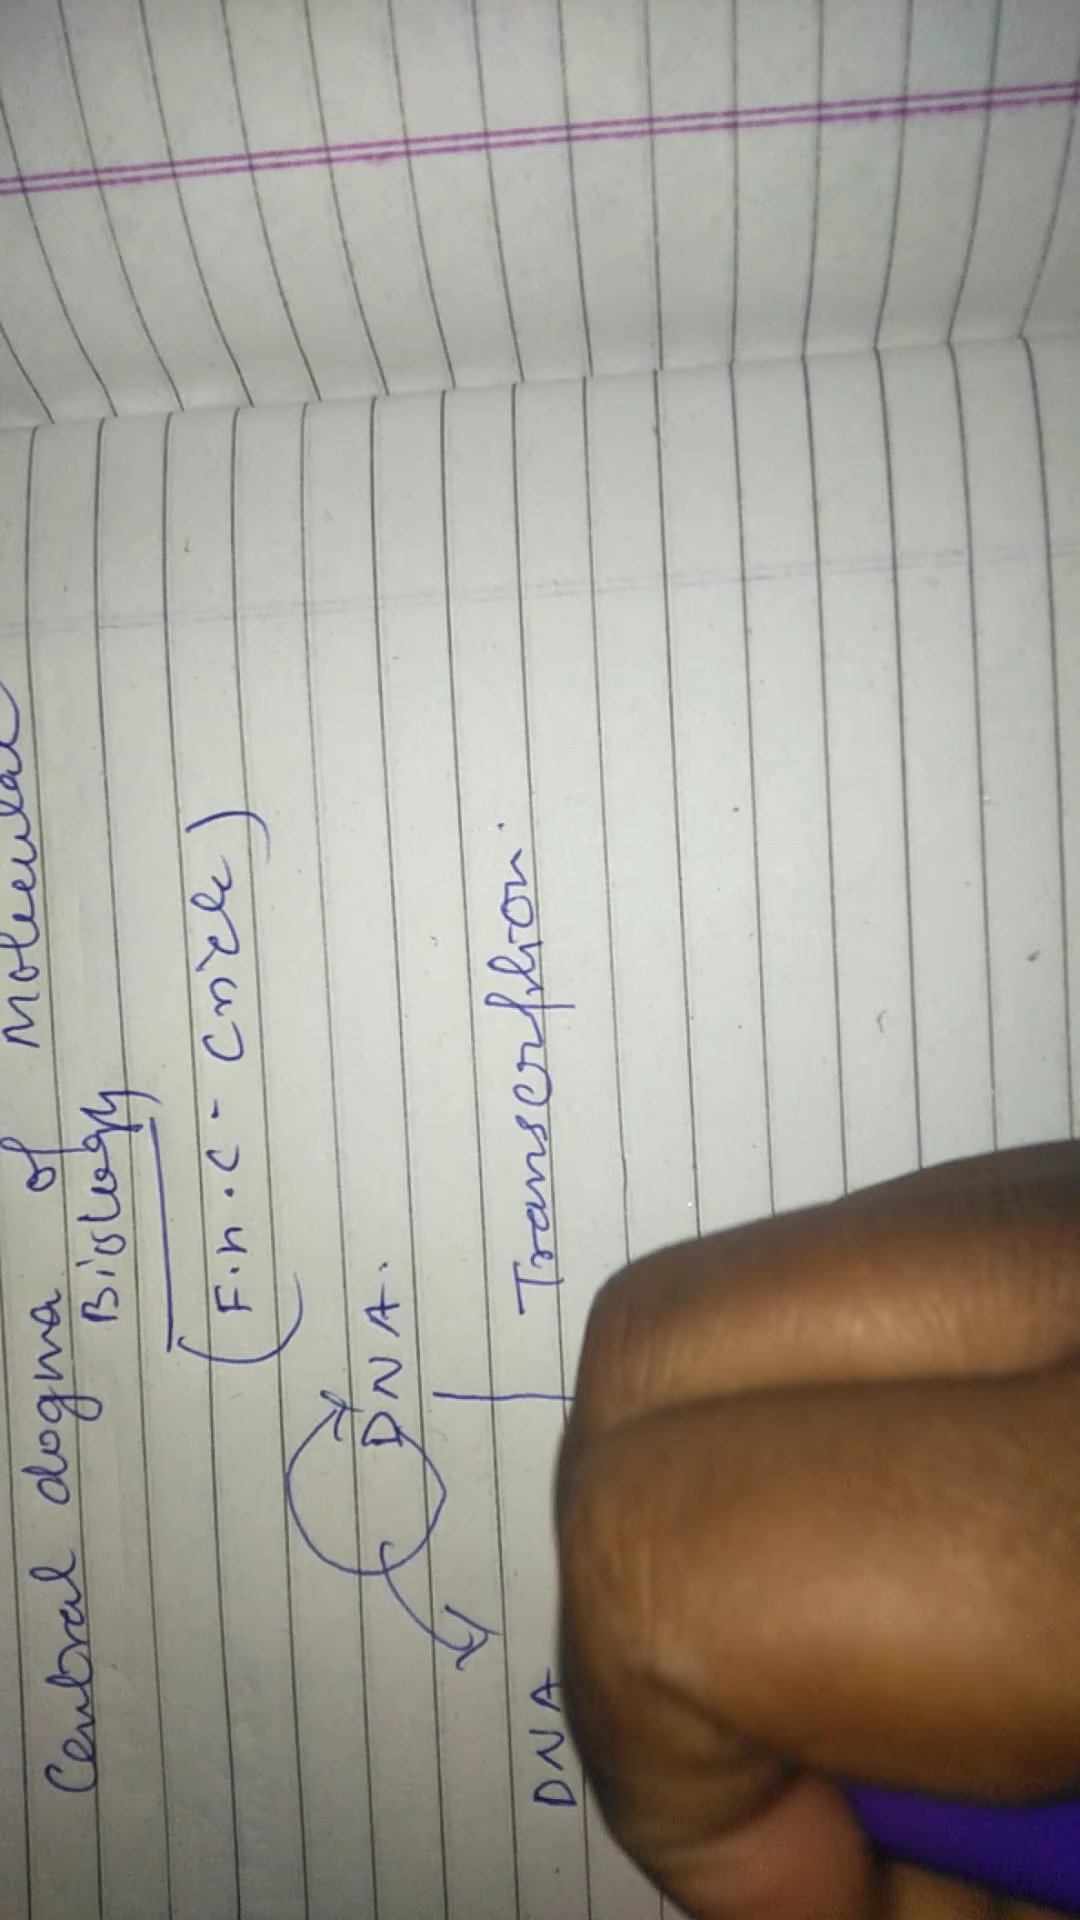 Central dogma of Molecular
Biology
(F.H.C- Crick)
DNA.
Transcription.
DNA